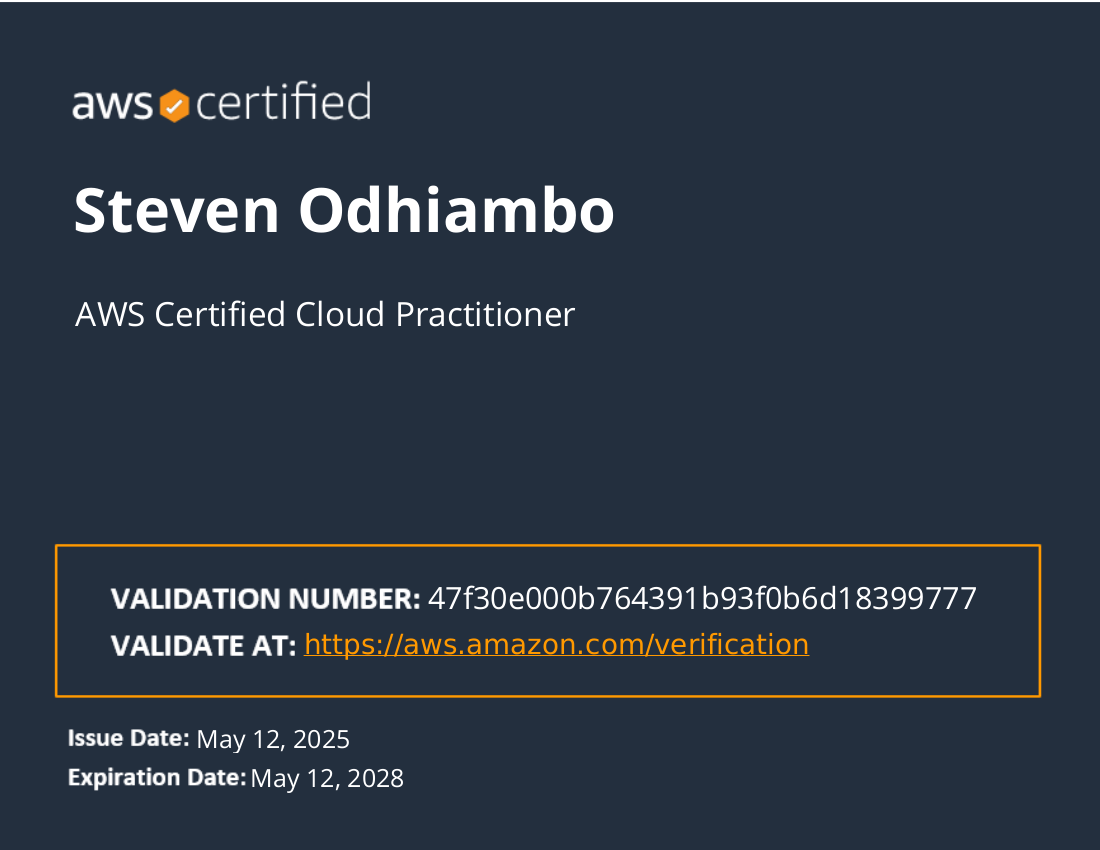 aws certified
Steven Odhiambo
AWS Certified Cloud Practitioner
VALIDATION NUMBER: 47f30e000b764391b93f0b6d18399777
VALIDATE AT: https://aws.amazon.com/verification
Issue Date: May 12, 2025
Expiration Date: May 12, 2028